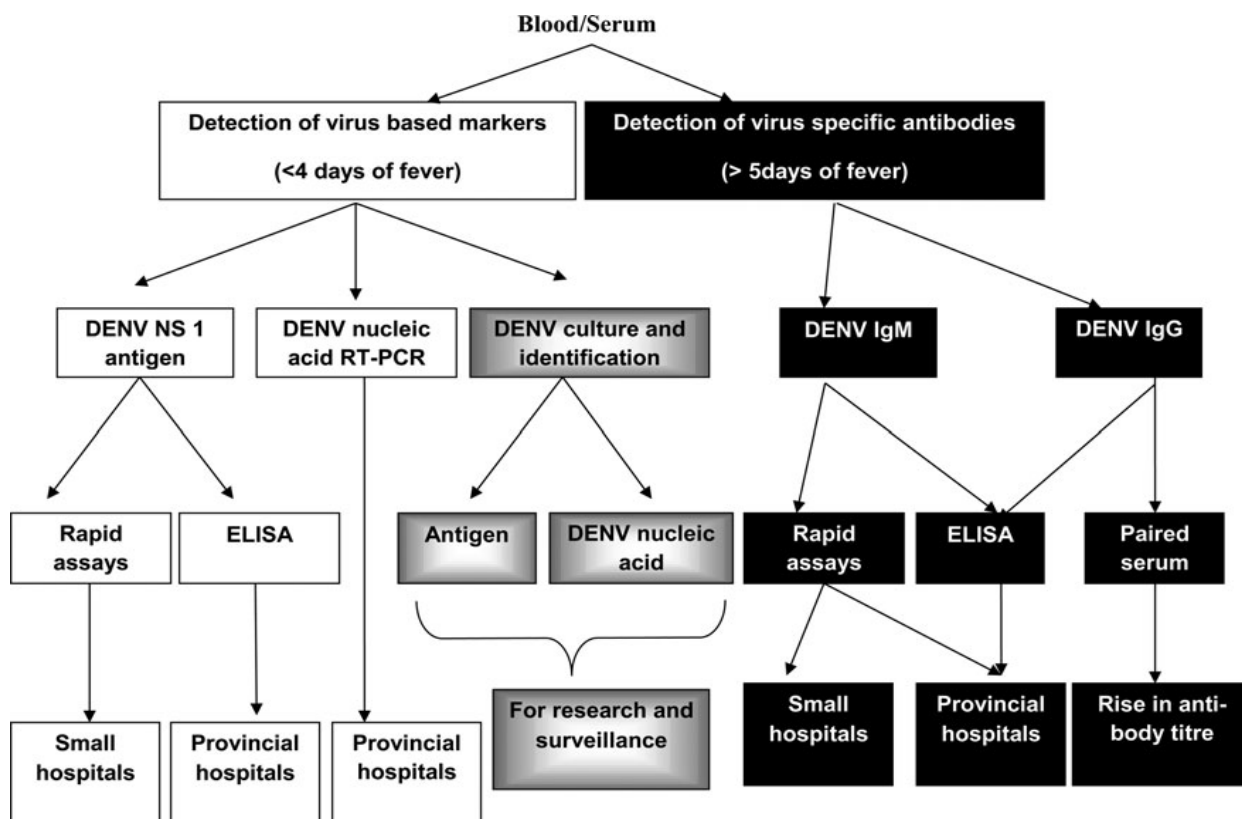 Blood/Serum
Detection of virus based markers
(<4 days of fever)
Detection of virus specific antibodies
(> 5days of fever)
DENV NS 1
antigen
DENV nucleic
acid RT-PCR
DENV culture and
identification
DENV IgM
DENV IgG
Rapid
assays
ELISA
Antigen
DENV nucleic
acid
Rapid
assays
ELISA
Paired
serum
Small
hospitals
Provincial
hospitals
Provincial
hospitals
For research and
surveillance
Small
hospitals
Provincial
hospitals
Rise in anti-
body titre